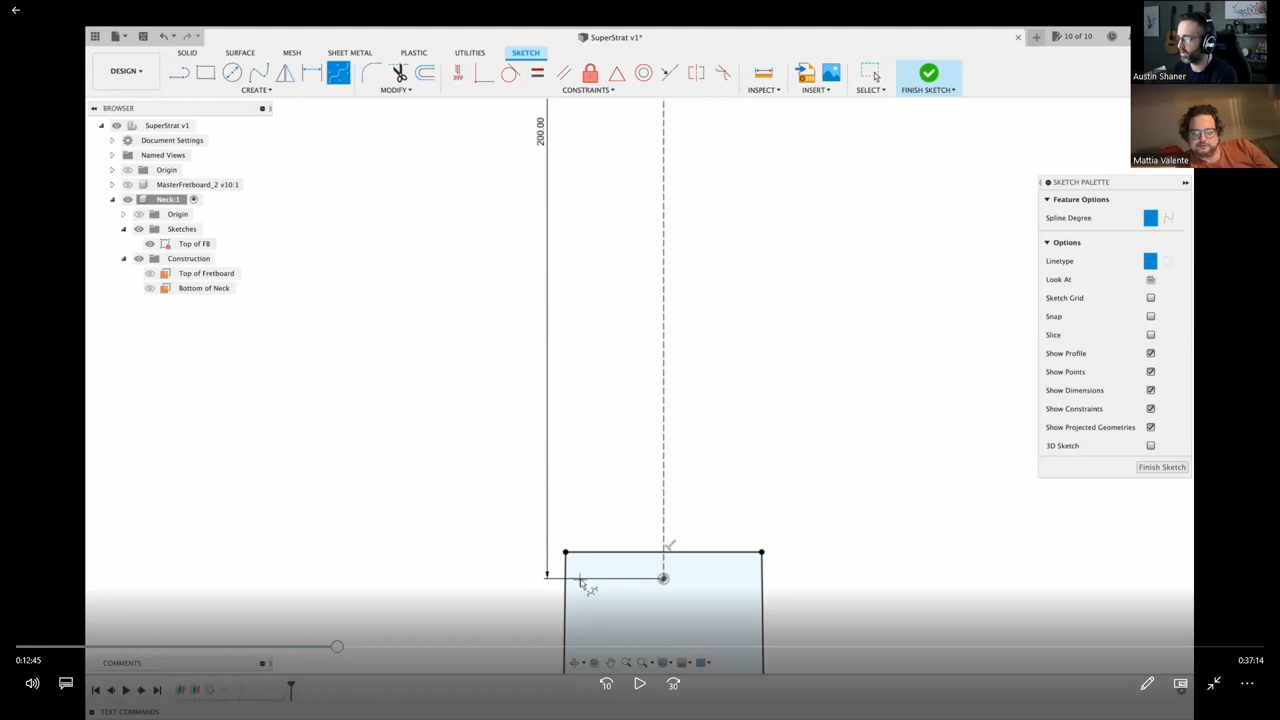 SuperStrat v1*
10 of 10
Austin Shaner
SOLID
SURFACE
MESH
SHEET METAL
PLASTIC
UTILITIES
SKETCH
DESIGN
CREATE
MODIFY
CONSTRAINTS
INSPECT
INSERT
SELECT
FINISH SKETCH
BROWSER
SuperStrat v1
Document Settings
Named Views
Origin
MasterFretboard_2 v10:1
Neck:1
Origin
Sketches
Top of FB
Construction
Top of Fretboard
Bottom of Neck
200.00
Mattia Valente
SKETCH PALETTE
Feature Options
Spline Degree
Options
Linetype
Look At
Sketch Grid
Snap
Slice
Show Profile
Show Points
Show Dimensions
Show Constraints
Show Projected Geometries
3D Sketch
Finish Sketch
0:12:45
0:37:14
COMMENTS
10
30
TEXT COMMANDS